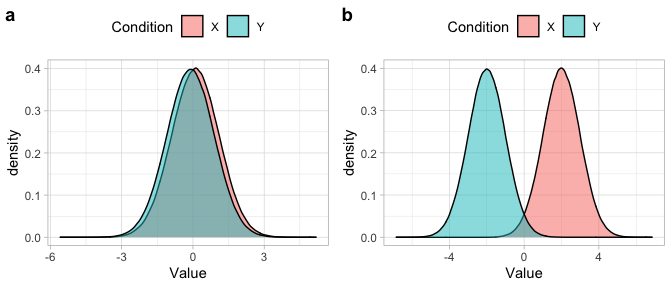 a
Condition X Y
density
0.4
0.3
0.2
0.1
0.0
-6 -3 0 3
Value
b
Condition X Y
density
0.4
0.3
0.2
0.1
0.0
-4 0 4
Value